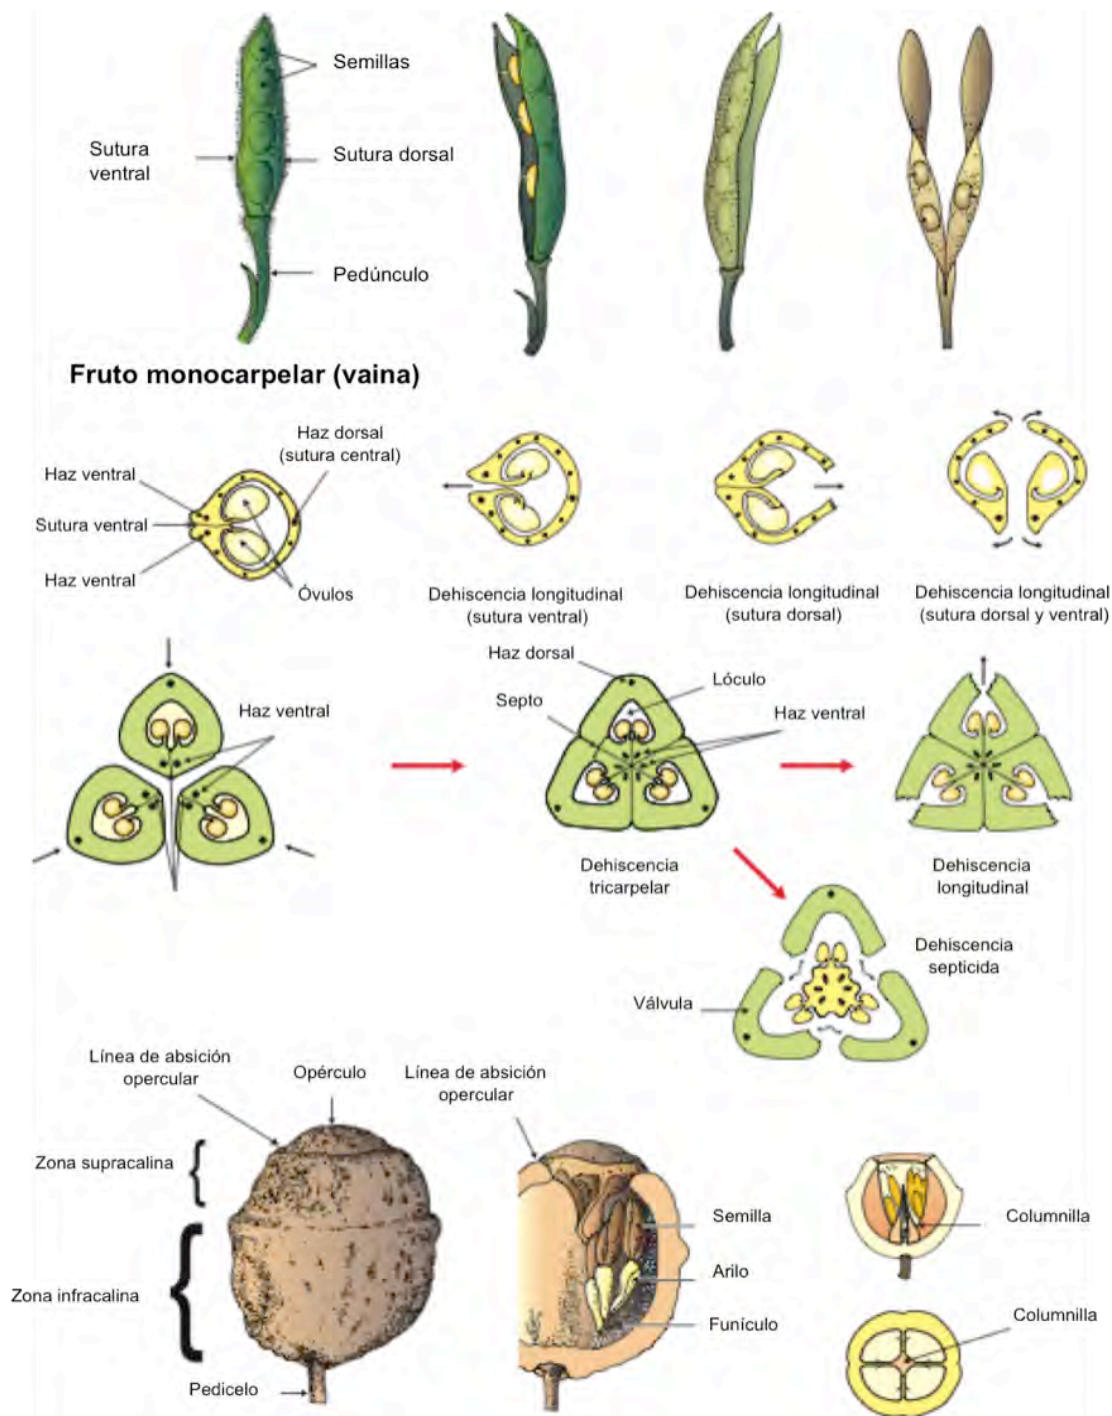 Semillas
Sutura
ventral
Sutura dorsal
Pedúnculo
Fruto monocarpelar (vaina)
Haz dorsal
(sutura central)
Haz ventral
Sutura ventral
Haz ventral
Óvulos
Dehiscencia longitudinal
(sutura ventral)
Dehiscencia longitudinal
(sutura dorsal)
Dehiscencia longitudinal
(sutura dorsal y ventral)
Haz ventral
Haz dorsal
Septo
Lóculo
Haz ventral
Dehiscencia
tricarpelar
Dehiscencia
longitudinal
Dehiscencia
septicida
Válvula
Línea de absición
opercular
Opérculo
Línea de absición
opercular
Zona supracalina
Zona infracalina
Pedicelo
Semilla
Arilo
Funículo
Columnilla
Columnilla